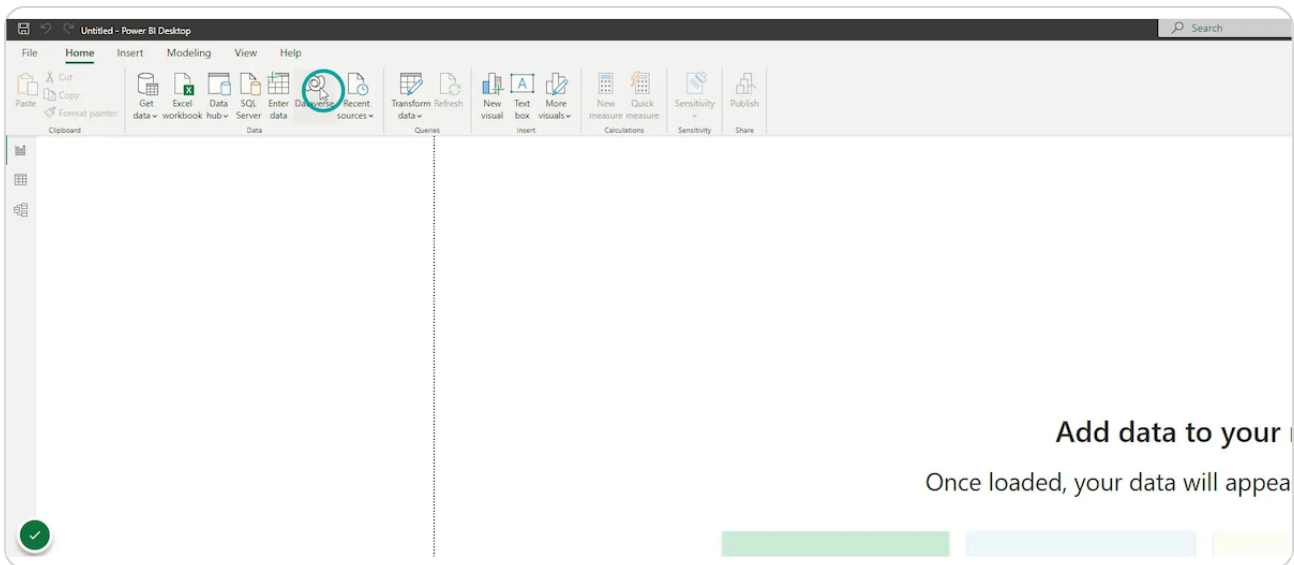 Untitled - Power BI Desktop
Search
File Home Insert Modeling View Help
Cut
Copy
Format painter
Paste
Clipboard
Get data
Excel workbook
Data hub
SQL Server
Enter data
Dataverse
Recent sources
Data
Transform data
Refresh
Queries
New visual
Text box
More visuals
Insert
New measure
Quick measure
Calculations
Sensitivity
Sensitivity
Publish
Share
Add data to your
Once loaded, your data will appea